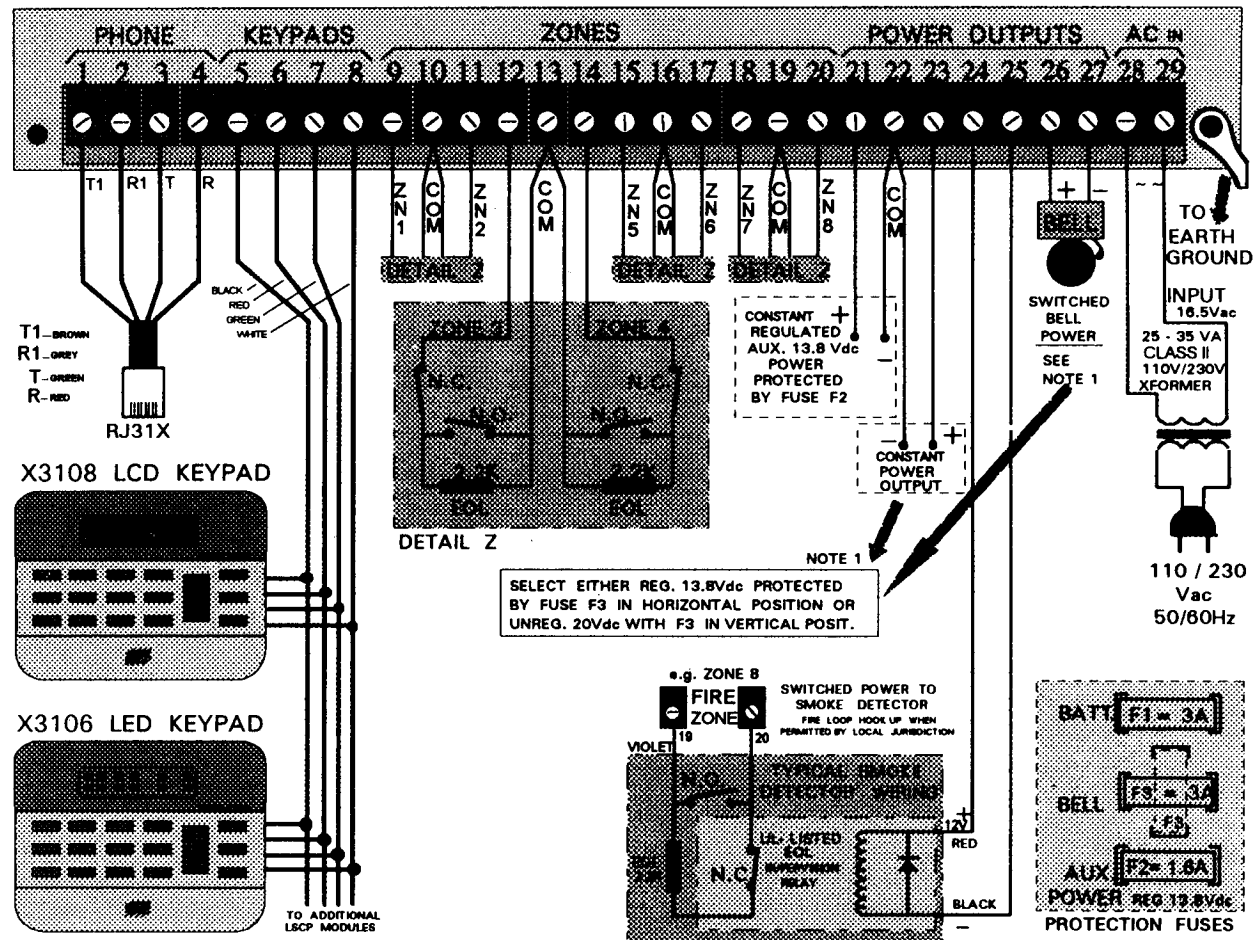 PHONE KEYPADS ZONES POWER OUTPUTS AC IN
1 2 3 4 5 6 7 8 9 10 11 12 13 14 15 16 17 18 19 20 21 22 23 24 25 26 27 28 29
T1 R1 T R
ZN1 COM ZN2 COM ZN5 COM ZN6 ZN7 COM ZN8 COM
+ -
BELL
~ ~
TO
EARTH
GROUND
DETAIL Z
DETAIL Z
DETAIL Z
BLACK
RED
GREEN
WHITE
T1-BROWN
R1-GREY
T-GREEN
R-RED
RJ31X
ZONE 3
N.C.
N.O.
2.2K
EOL
ZONE 4
N.C.
N.O.
2.2K
EOL
DETAIL Z
CONSTANT +
REGULATED
AUX. 13.8 Vdc
POWER
PROTECTED
BY FUSE F2
-
- +
CONSTANT
POWER
OUTPUT
SWITCHED
BELL
POWER
SEE
NOTE 1
INPUT
16.5Vac
25 - 35 VA
CLASS II
110V/230V
XFORMER
110 / 230
Vac
50/60Hz
NOTE 1
SELECT EITHER REG. 13.8Vdc PROTECTED
BY FUSE F3 IN HORIZONTAL POSITION OR
UNREG. 20Vdc WITH F3 IN VERTICAL POSIT.
X3108 LCD KEYPAD
X3106 LED KEYPAD
TO ADDITIONAL
LSCP MODULES
e.g. ZONE 8
FIRE
ZONE
19 20
SWITCHED POWER TO
SMOKE DETECTOR
FIRE LOOP HOOK UP WHEN
PERMITTED BY LOCAL JURISDICTION
VIOLET
TYPICAL SMOKE
DETECTOR WIRING
N.O.
EOL
N.C.
U.L. LISTED
EOL
SUPERVISION
RELAY
+
12V
RED
BLACK
-
BATT. F1 = 3A
BELL F3 = 3A
F3
AUX. F2= 1.6A
POWER REG 13.8Vdc
PROTECTION FUSES